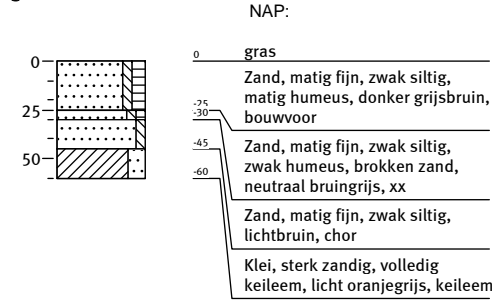 NAP:
0
25
50
0
gras
Zand, matig fijn, zwak siltig,
matig humeus, donker grijsbruin,
bouwvoor
-25
-30
Zand, matig fijn, zwak siltig,
zwak humeus, brokken zand,
neutraal bruingrijs, xx
-45
Zand, matig fijn, zwak siltig,
lichtbruin, chor
-60
Klei, sterk zandig, volledig
keileem, licht oranjegrijs, keileem